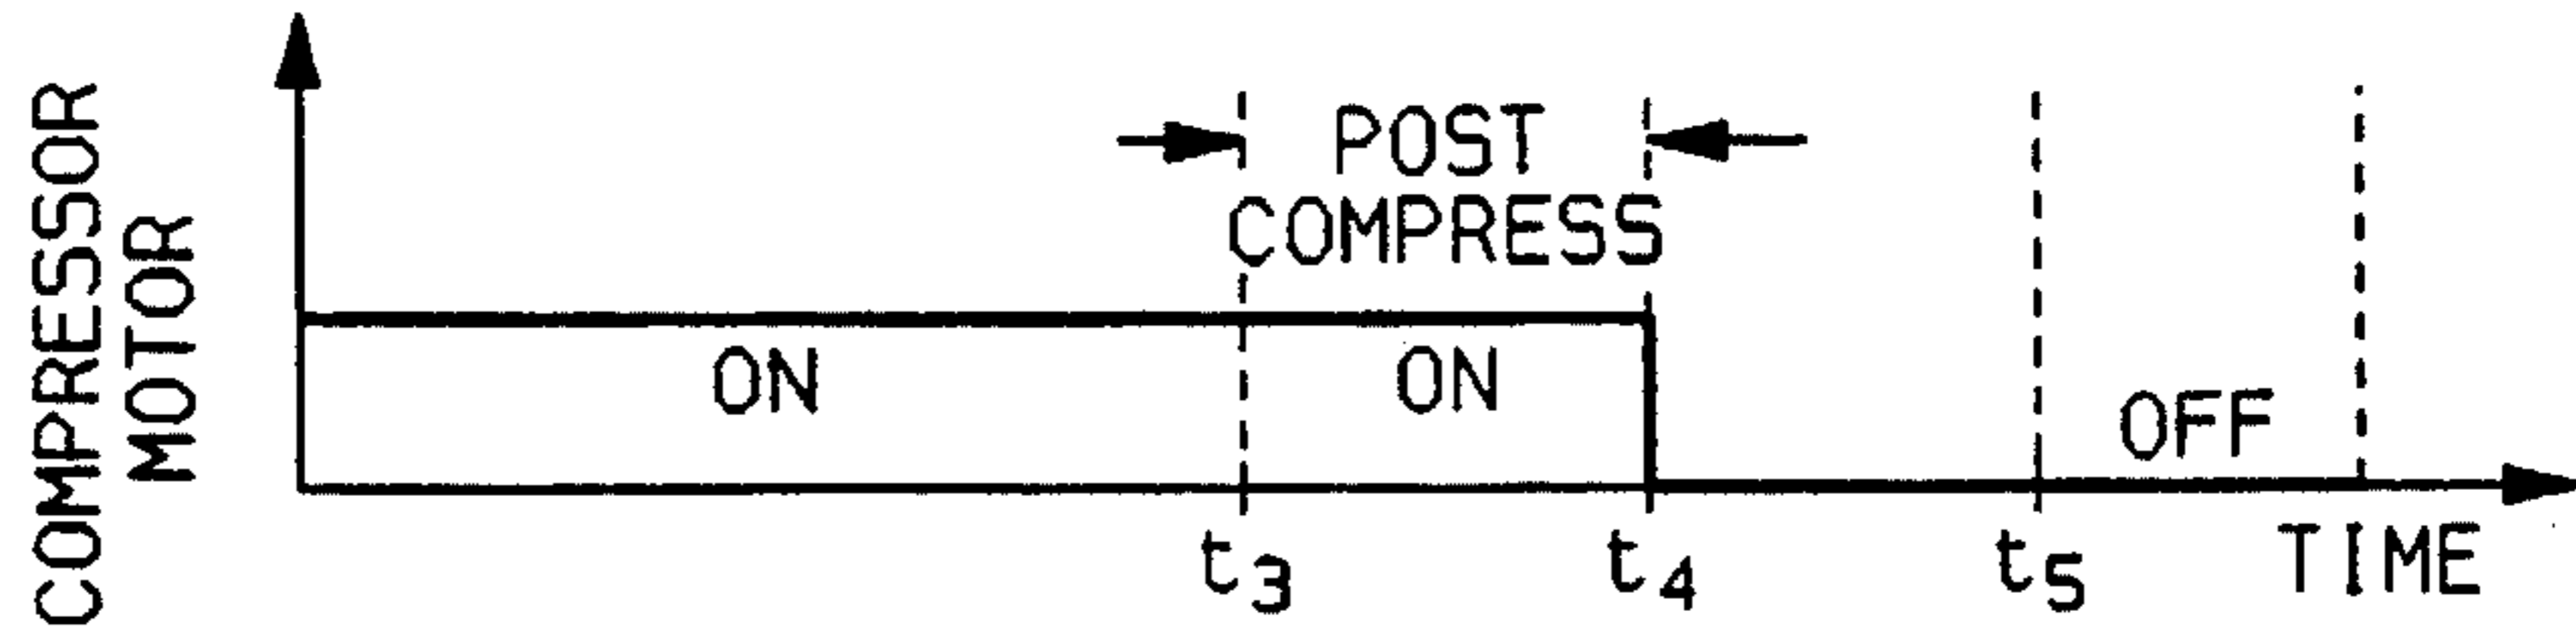 COMPRESSOR
MOTOR
POST
COMPRESS
ON
ON
OFF
t3
t4
t5
TIME